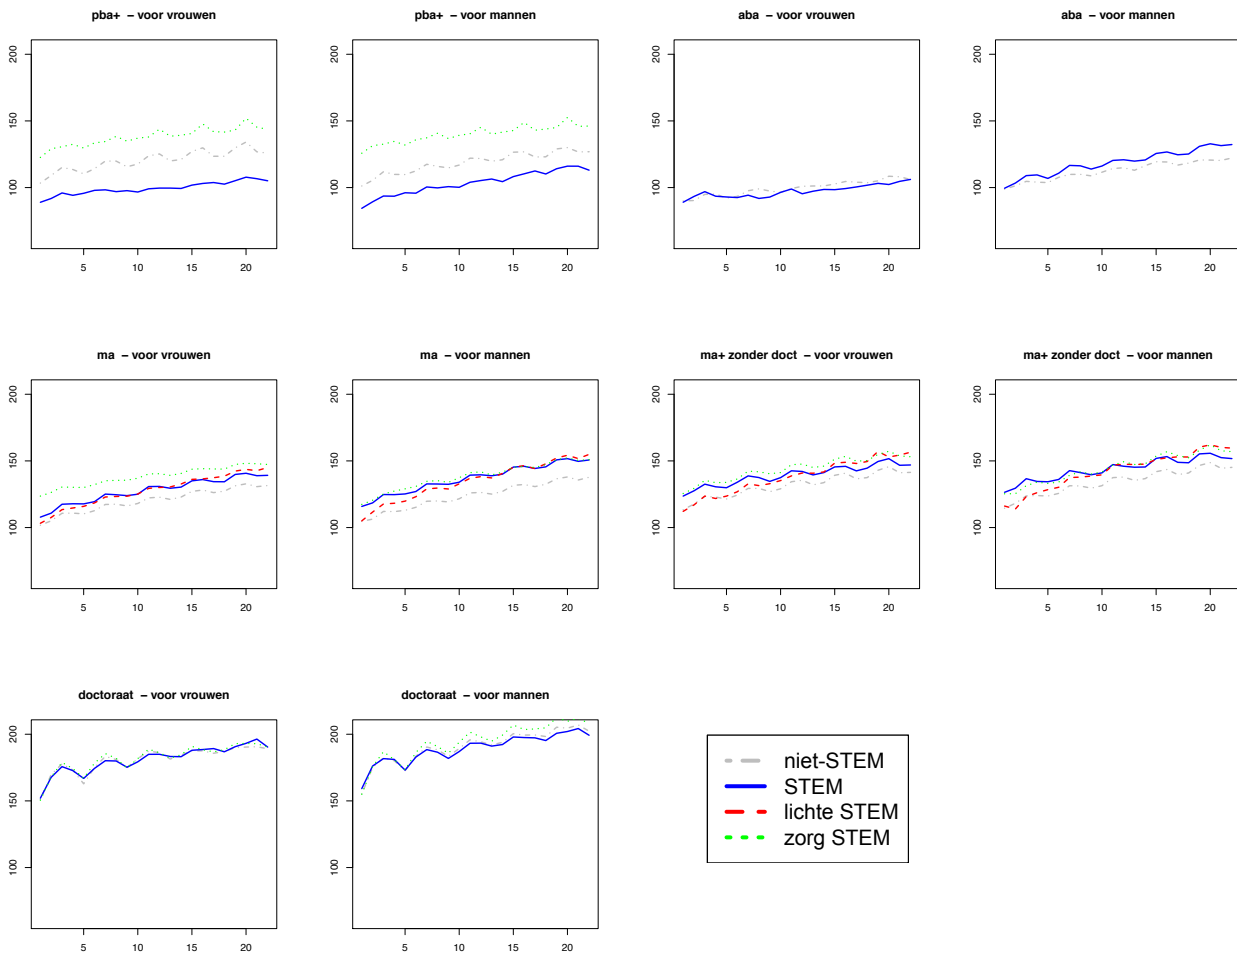 pba+ – voor vrouwen
pba+ – voor mannen
aba – voor vrouwen
aba – voor mannen
200
150
100
5 10 15 20
200
150
100
5 10 15 20
200
150
100
5 10 15 20
200
150
100
5 10 15 20
ma – voor vrouwen
ma – voor mannen
ma+ zonder doct – voor vrouwen
ma+ zonder doct – voor mannen
200
150
100
5 10 15 20
200
150
100
5 10 15 20
200
150
100
5 10 15 20
200
150
100
5 10 15 20
doctoraat – voor vrouwen
doctoraat – voor mannen
200
150
100
5 10 15 20
200
150
100
5 10 15 20
niet-STEM
STEM
lichte STEM
zorg STEM